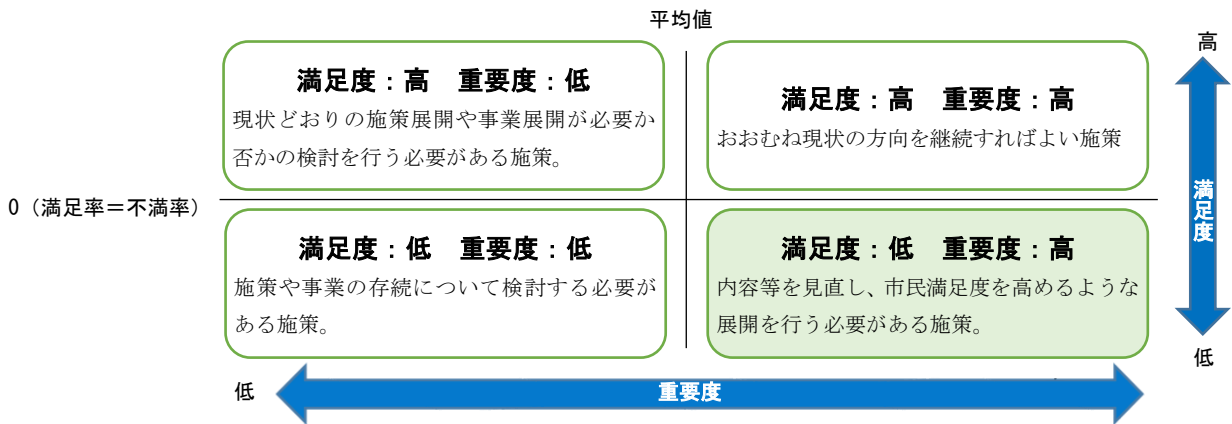 平均値
高
満足度：高　重要度：低
現状どおりの施策展開や事業展開が必要か
否かの検討を行う必要がある施策。
満足度：高　重要度：高
おおむね現状の方向を継続すればよい施策
0（満足率＝不満率）
満足度
満足度：低　重要度：低
施策や事業の存続について検討する必要が
ある施策。
満足度：低　重要度：高
内容等を見直し、市民満足度を高めるような
展開を行う必要がある施策。
低
低
重要度